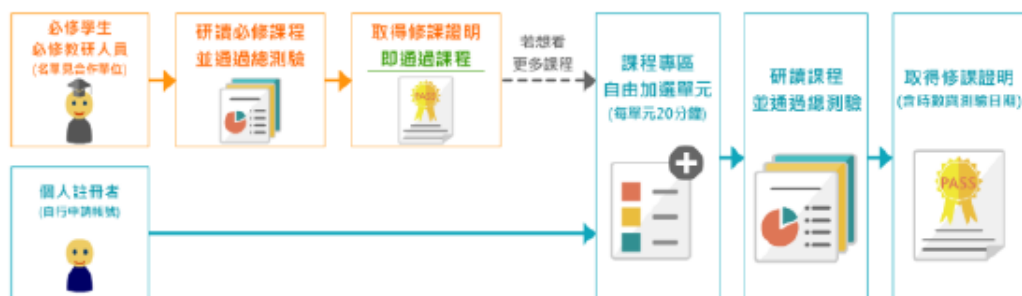 必修學生
必修教研人員
(名單見合作單位)
研讀必修課程
並通過總測驗
取得修課證明
即通過課程
PASS
若想看
更多課程
課程專區
自由加選單元
(每單元20分鐘)
研讀課程
並通過總測驗
取得修課證明
(含時數與測驗日期)
PASS
個人註冊者
(自行申請帳號)